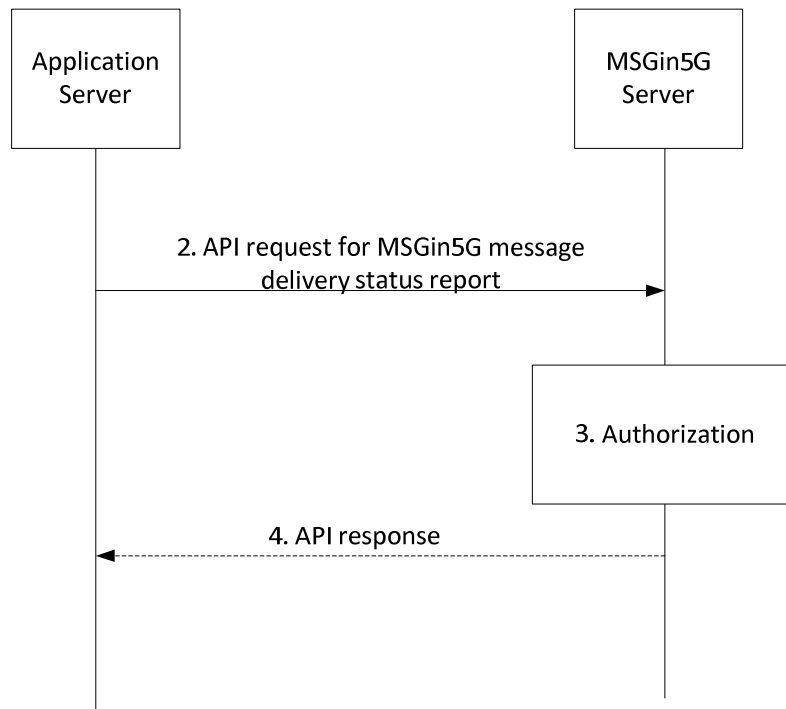 Application
Server
MSGin5G
Server
2. API request for MSGin5G message
delivery status report
3. Authorization
4. API response